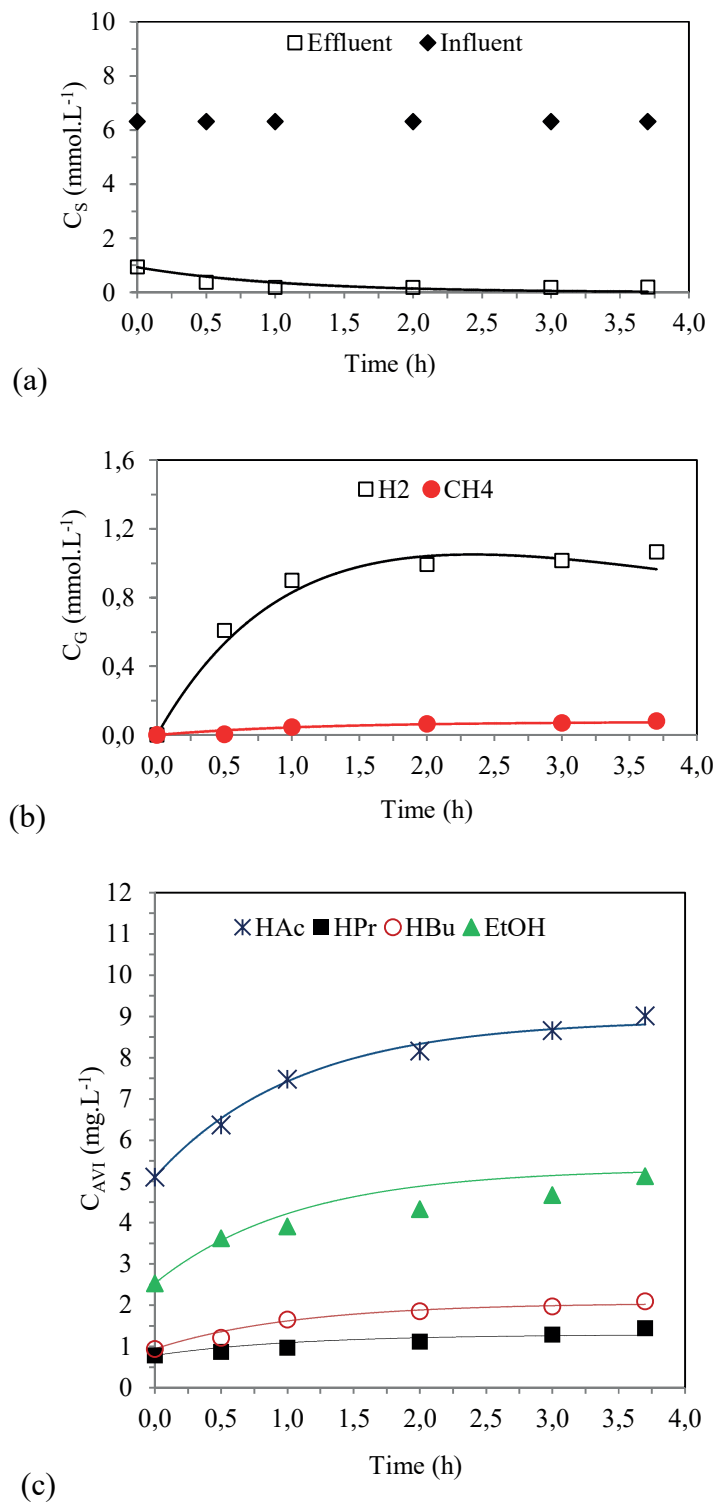 10
8
6
4
2
0
C_S (mmol.L⁻¹)
Effluent Influent
0,0 0,5 1,0 1,5 2,0 2,5 3,0 3,5 4,0
Time (h)
(a)
1,6
1,2
0,8
0,4
0,0
C_G (mmol.L⁻¹)
H2 CH4
0,0 0,5 1,0 1,5 2,0 2,5 3,0 3,5 4,0
Time (h)
(b)
12
11
10
9
8
7
6
5
4
3
2
1
0
C_AVI (mg.L⁻¹)
HAc HPr HBu EtOH
0,0 0,5 1,0 1,5 2,0 2,5 3,0 3,5 4,0
Time (h)
(c)